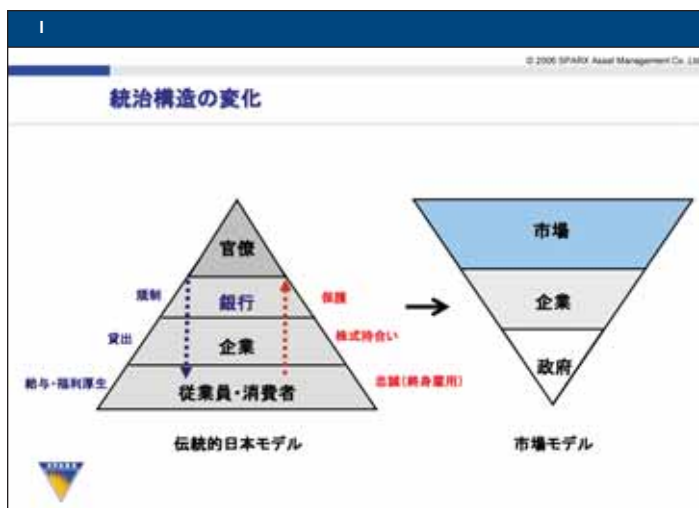 I
© 2006 SPARX Asset Management Co. Ltd
統治構造の変化
官僚
市場
規制
銀行
保護
企業
貸出
企業
株式持合い
政府
給与・福利厚生
従業員・消費者
忠誠(終身雇用)
伝統的日本モデル
市場モデル
SPARX